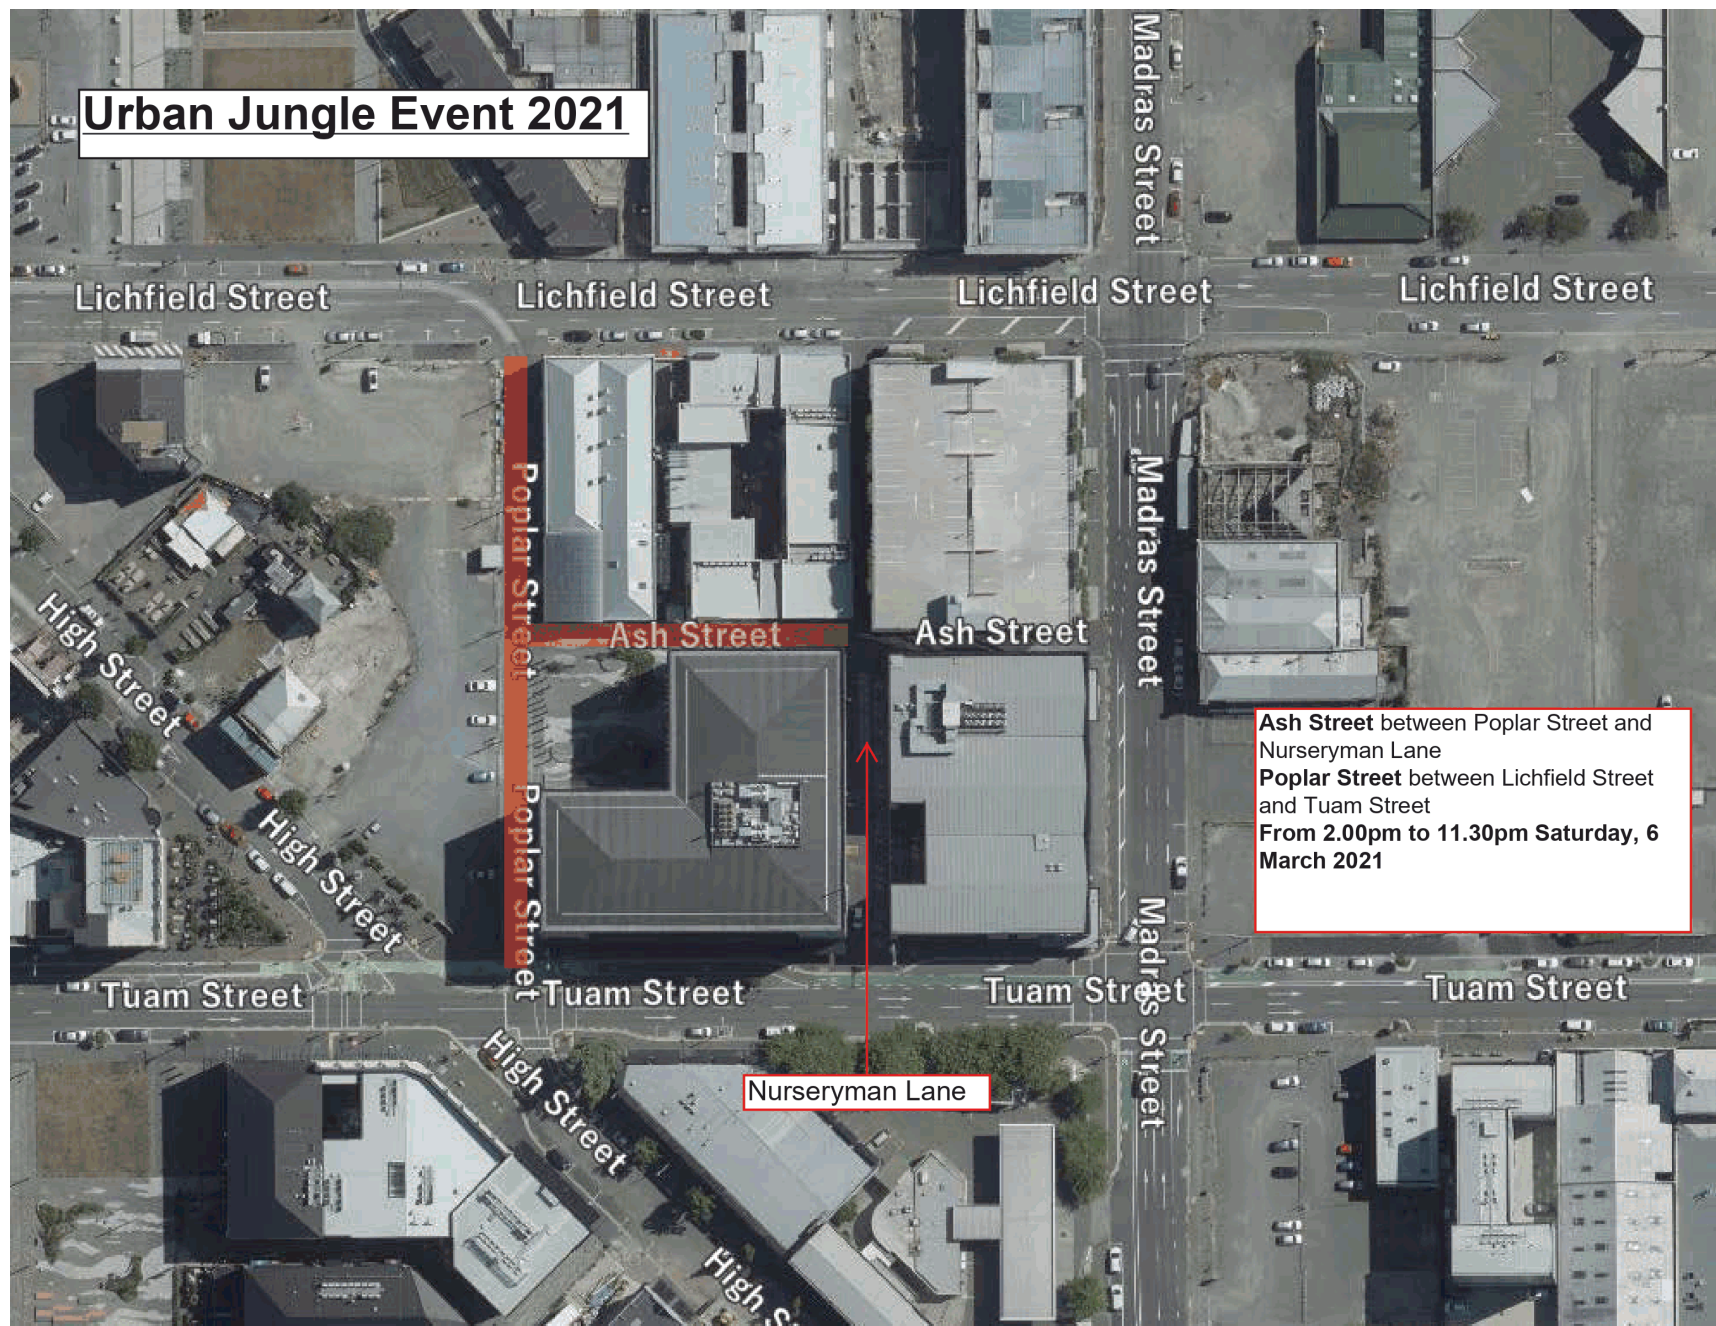 Madras Street
Urban Jungle Event 2021
Lichfield Street
Lichfield Street
Lichfield Street
Lichfield Street
Poplar Street
Madras Street
High Street
Ash Street
Ash Street
Ash Street between Poplar Street and
Nurseryman Lane
Poplar Street between Lichfield Street
and Tuam Street
From 2.00pm to 11.30pm Saturday, 6
March 2021
High Street
Poplar Street
Madras Street
Tuam Street
Tuam Street
Tuam Street
Tuam Street
High Street
Nurseryman Lane
High S